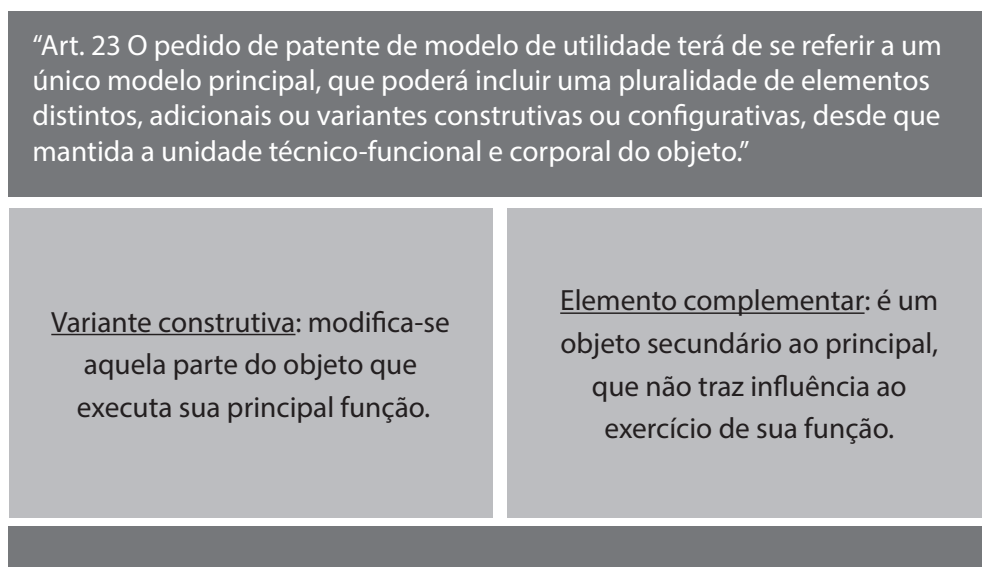 “Art. 23 O pedido de patente de modelo de utilidade terá de se referir a um
único modelo principal, que poderá incluir uma pluralidade de elementos
distintos, adicionais ou variantes construtivas ou configurativas, desde que
mantida a unidade técnico-funcional e corporal do objeto.”
Variante construtiva: modifica-se
aquela parte do objeto que
executa sua principal função.
Elemento complementar: é um
objeto secundário ao principal,
que não traz influência ao
exercício de sua função.